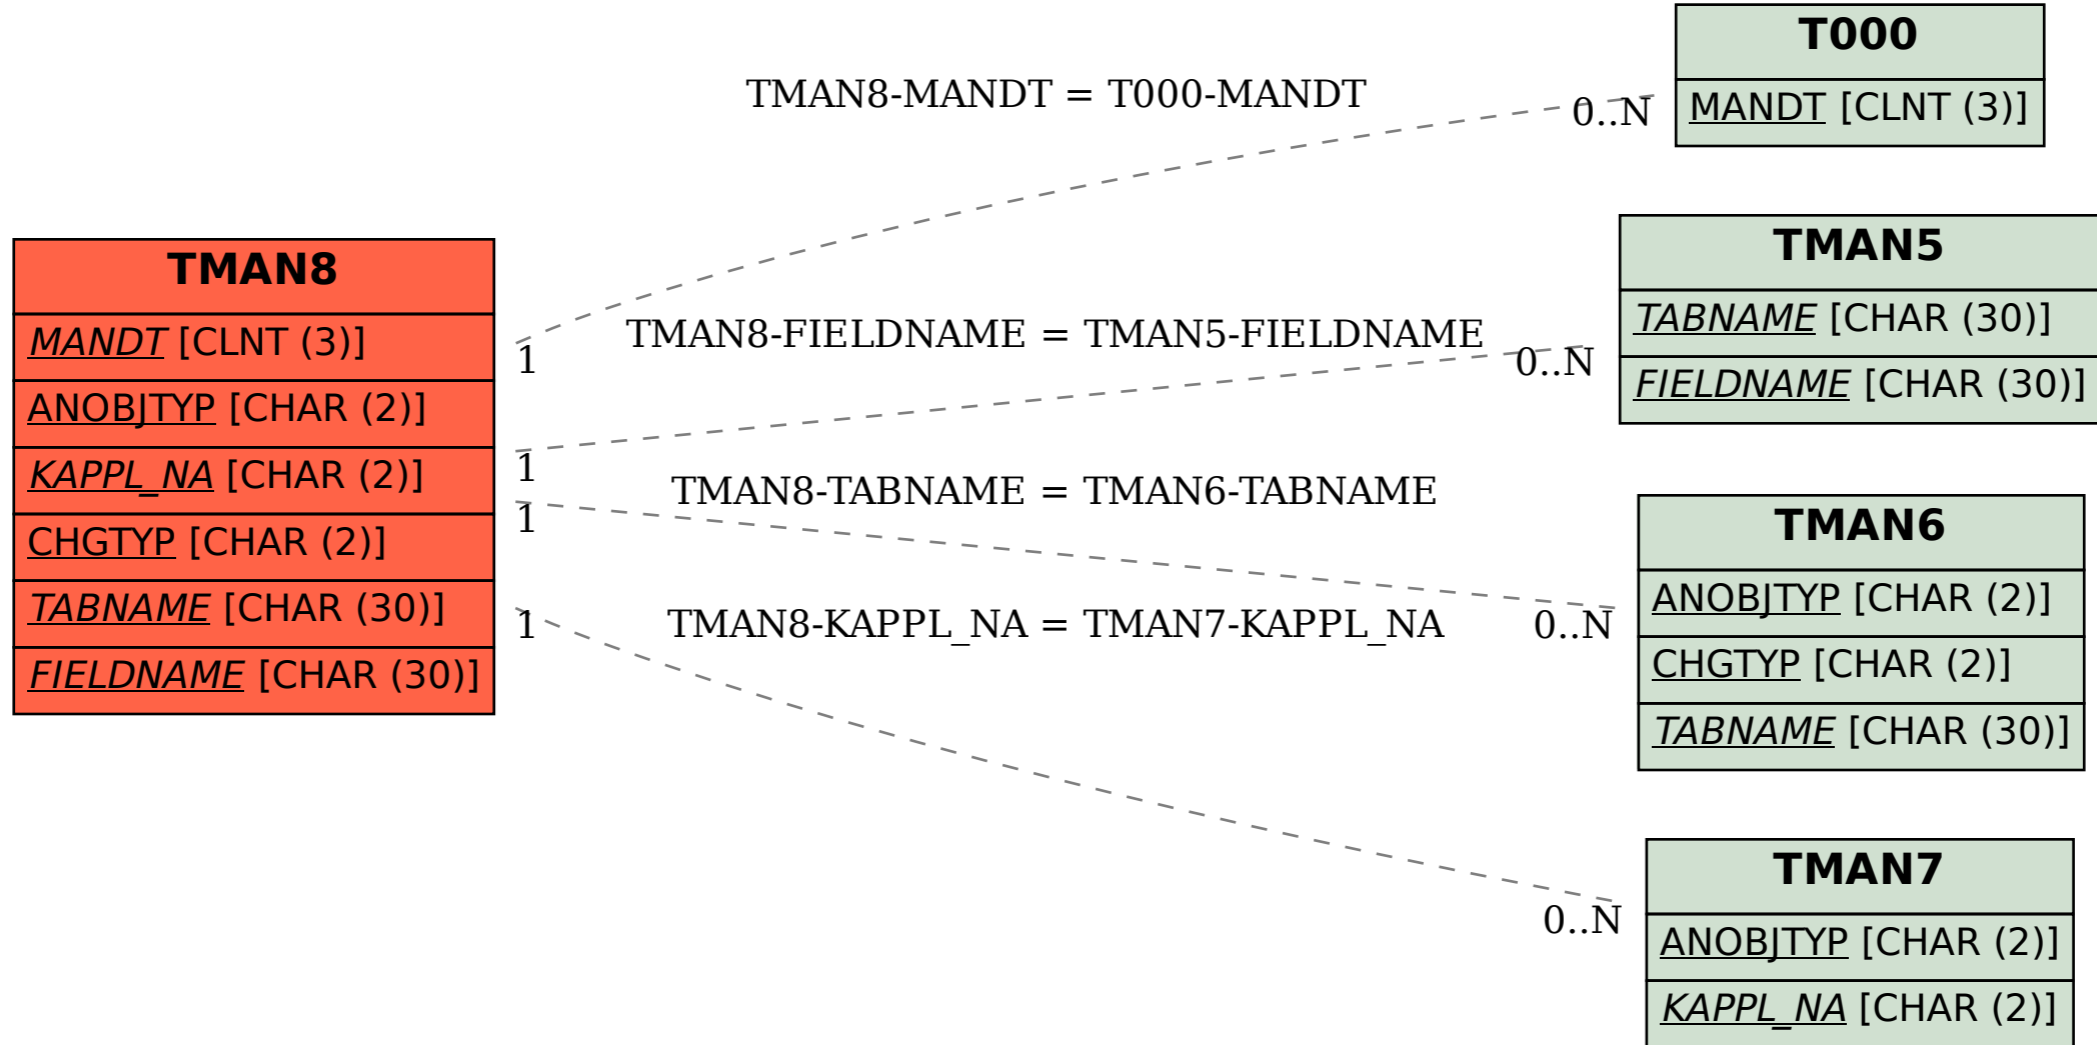 TMAN8
MANDT [CLNT (3)]
ANOBJTYP [CHAR (2)]
KAPPL_NA [CHAR (2)]
CHGTYP [CHAR (2)]
TABNAME [CHAR (30)]
FIELDNAME [CHAR (30)]
TMAN8-MANDT = T000-MANDT
1
0..N
TMAN8-FIELDNAME = TMAN5-FIELDNAME
1
0..N
TMAN8-TABNAME = TMAN6-TABNAME
1
0..N
TMAN8-KAPPL_NA = TMAN7-KAPPL_NA
1
0..N
T000
MANDT [CLNT (3)]
TMAN5
TABNAME [CHAR (30)]
FIELDNAME [CHAR (30)]
TMAN6
ANOBJTYP [CHAR (2)]
CHGTYP [CHAR (2)]
TABNAME [CHAR (30)]
TMAN7
ANOBJTYP [CHAR (2)]
KAPPL_NA [CHAR (2)]